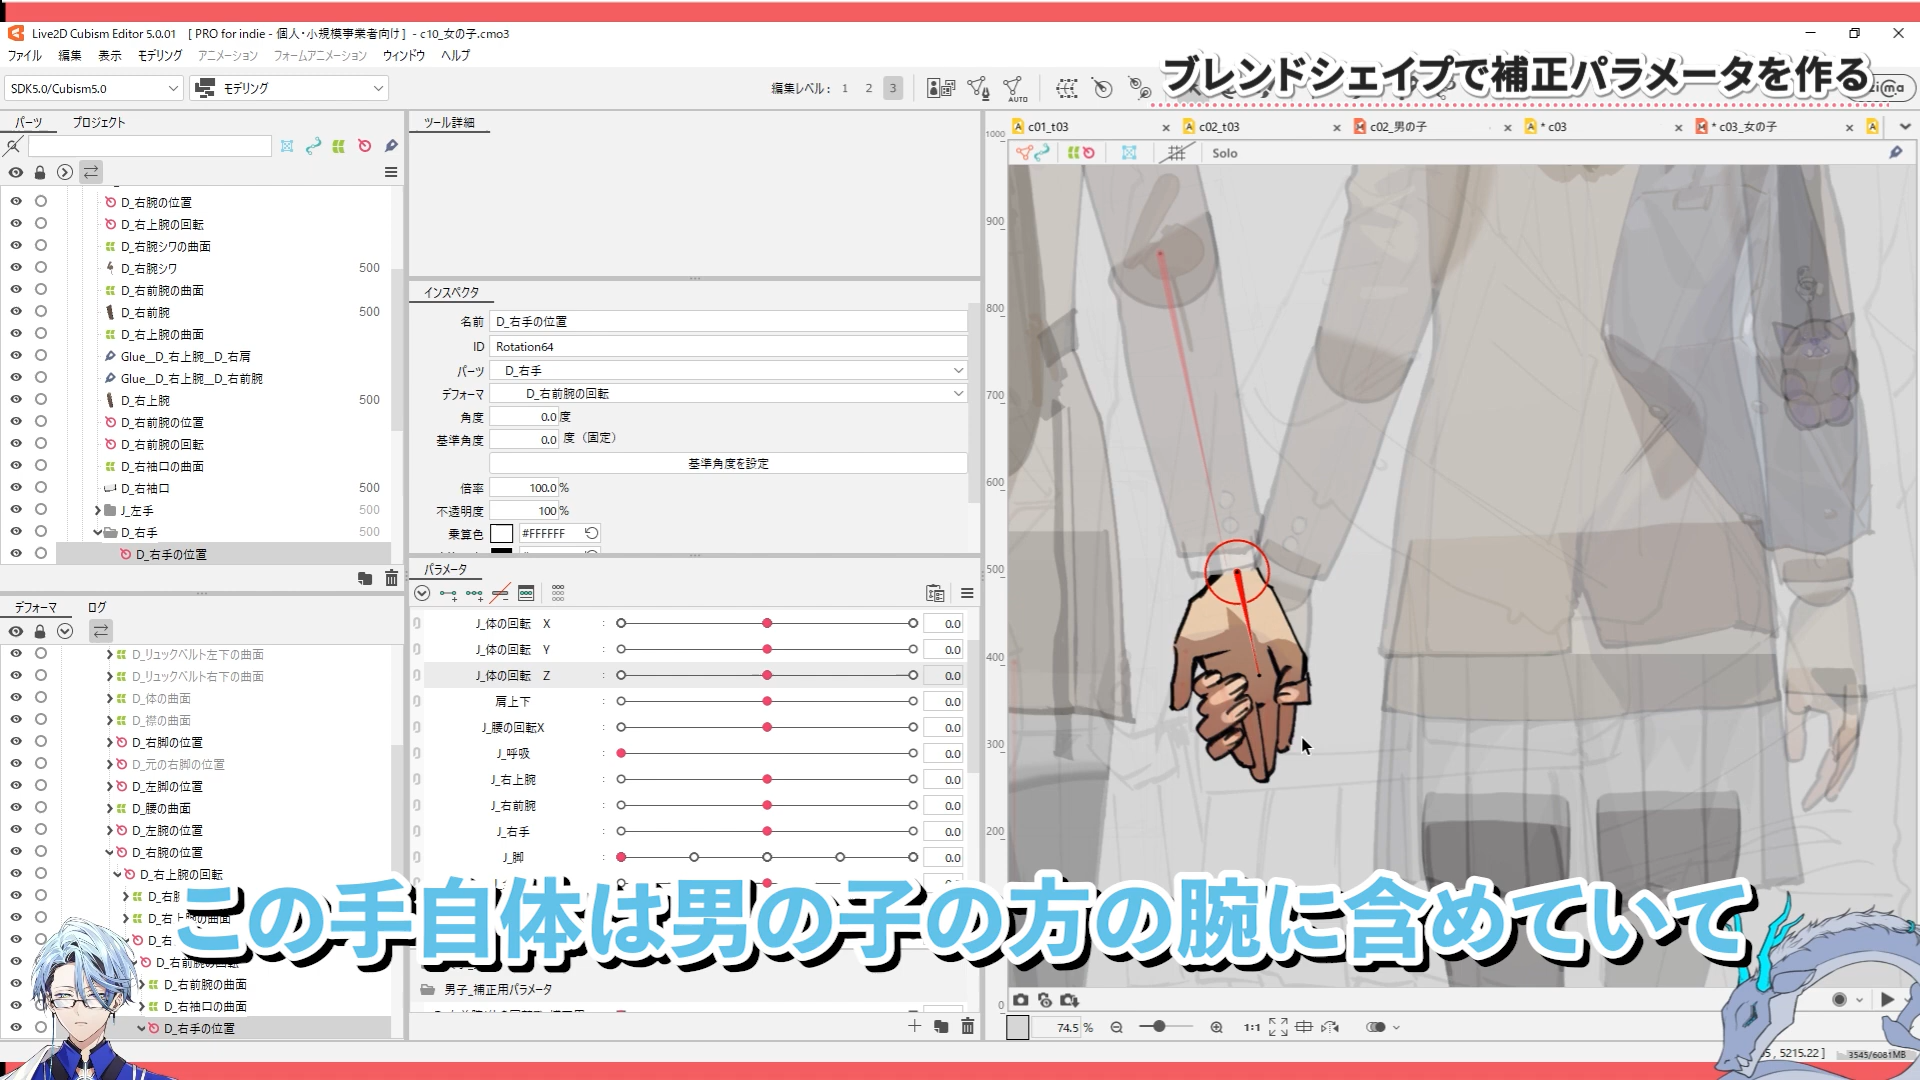 Live2D Cubism Editor 5.0.01 [ PRO for indie - 個人・小規模事業者向け ] - c10_女の子.cmo3
ファイル 編集 表示 モデリング アニメーション フォームアニメーション ウィンドウ ヘルプ
ブレンドシェイプで補正パラメータを作る
SDK5.0/Cubism5.0 モデリング 編集レベル： 1 2 3
パーツ プロジェクト
D_右腕の位置
D_右上腕の回転
D_右腕シワの曲面
D_右腕シワ 500
D_右前腕の曲面
D_右前腕 500
D_右上腕の曲面
Glue__D_右上腕__D_右肩
Glue__D_右上腕__D_右前腕
D_右上腕 500
D_右前腕の位置
D_右前腕の回転
D_右袖口の曲面
D_右袖口 500
J_左手 500
D_右手 500
D_右手の位置
デフォーマ ログ
D_リュックベルト左下の曲面
D_リュックベルト右下の曲面
D_体の曲面
D_襟の曲面
D_右脚の位置
D_元の右脚の位置
D_左脚の位置
D_腰の曲面
D_左腕の位置
D_右腕の位置
D_右上腕の回転
D_右前腕の曲面
D_右袖口の曲面
D_右手の位置
ツール詳細
インスペクタ
名前 D_右手の位置
ID Rotation64
パーツ D_右手
デフォーマ D_右前腕の回転
角度 0.0 度
基準角度 0.0 度（固定）
基準角度を設定
倍率 100.0 %
不透明度 100 %
乗算色 #FFFFFF
パラメータ
J_体の回転 X : 0.0
J_体の回転 Y : 0.0
J_体の回転 Z : 0.0
肩上下 : 0.0
J_腰の回転X : 0.0
J_呼吸 : 0.0
J_右上腕 : 0.0
J_右前腕 : 0.0
J_右手 : 0.0
J_脚 : 0.0
男子_補正用パラメータ
c01_t03 c02_t03 c02_男の子 * c03 * c03_女の子
AUTO
Solo
1000
900
800
700
600
500
400
300
200
0
この手自体は男の子の方の腕に含めていて
74.5 % 1:1
, 5215.22 ] 3545/6081MB